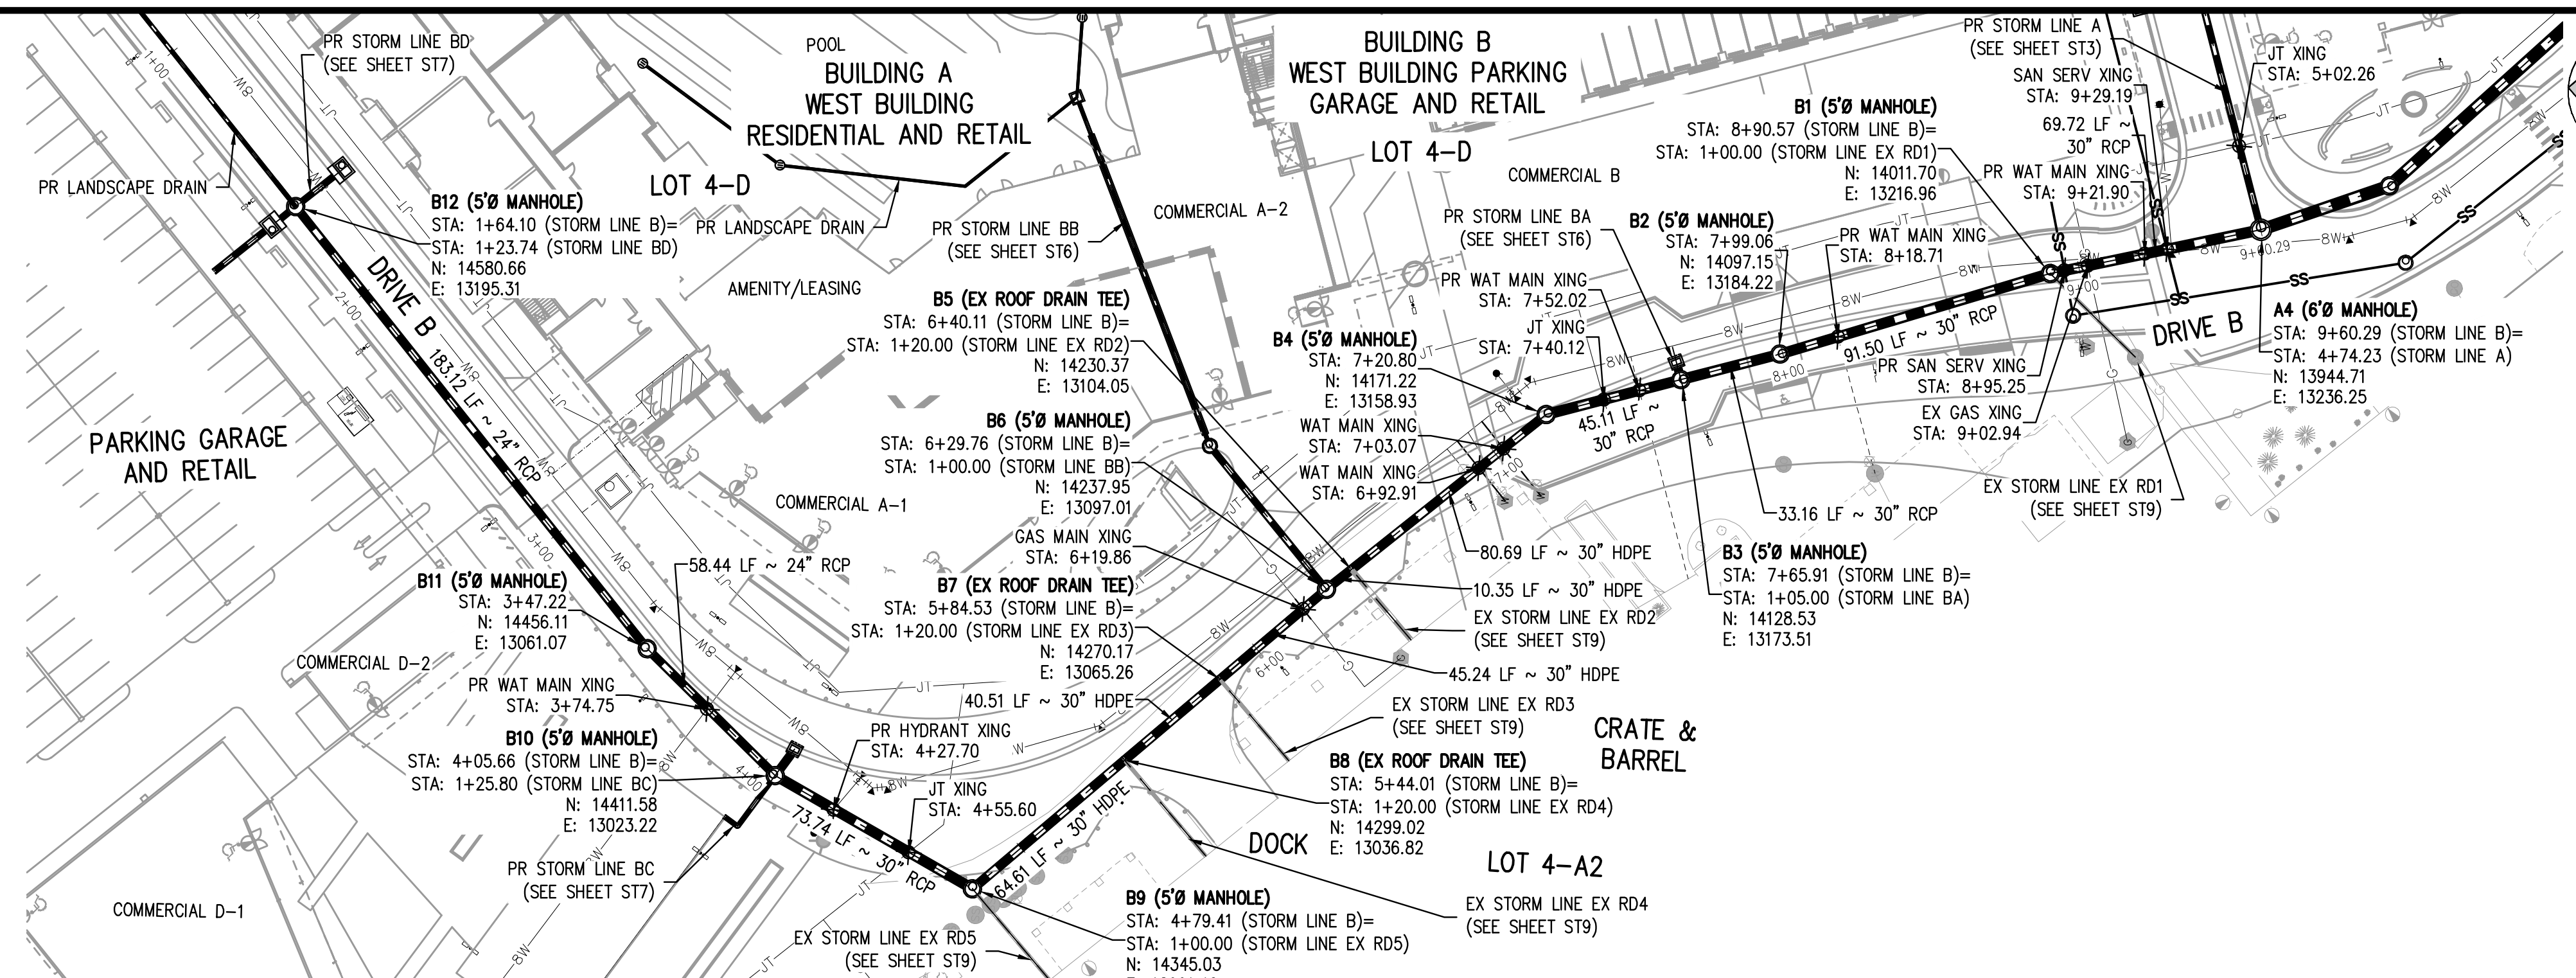 PR STORM LINE BD
(SEE SHEET ST7)
POOL
BUILDING A
WEST BUILDING
RESIDENTIAL AND RETAIL
LOT 4-D
BUILDING B
WEST BUILDING PARKING
GARAGE AND RETAIL
LOT 4-D
COMMERCIAL B
PR STORM LINE A
(SEE SHEET ST3)
JT XING
STA: 5+02.26
SAN SERV XING
STA: 9+29.19
69.72 LF ~
30" RCP
PR WAT MAIN XING
STA: 9+21.90
B1 (5'Ø MANHOLE)
STA: 8+90.57 (STORM LINE B)=
STA: 1+00.00 (STORM LINE EX RD1)
N: 14011.70
E: 13216.96
PR LANDSCAPE DRAIN
B12 (5'Ø MANHOLE)
STA: 1+64.10 (STORM LINE B)=
STA: 1+23.74 (STORM LINE BD)
N: 14580.66
E: 13195.31
PR LANDSCAPE DRAIN
PR STORM LINE BB
(SEE SHEET ST6)
COMMERCIAL A-2
AMENITY/LEASING
PR STORM LINE BA
(SEE SHEET ST6)
B2 (5'Ø MANHOLE)
STA: 7+99.06
N: 14097.15
E: 13184.22
PR WAT MAIN XING
STA: 8+18.71
PR WAT MAIN XING
STA: 7+52.02
JT XING
STA: 7+40.12
B5 (EX ROOF DRAIN TEE)
STA: 6+40.11 (STORM LINE B)=
STA: 1+20.00 (STORM LINE EX RD2)
N: 14230.37
E: 13104.05
B4 (5'Ø MANHOLE)
STA: 7+20.80
N: 14171.22
E: 13158.93
WAT MAIN XING
STA: 7+03.07
WAT MAIN XING
STA: 6+92.91
B6 (5'Ø MANHOLE)
STA: 6+29.76 (STORM LINE B)=
STA: 1+00.00 (STORM LINE BB)
N: 14237.95
E: 13097.01
GAS MAIN XING
STA: 6+19.86
B7 (EX ROOF DRAIN TEE)
STA: 5+84.53 (STORM LINE B)=
STA: 1+20.00 (STORM LINE EX RD3)
N: 14270.17
E: 13065.26
DRIVE B
183.12 LF ~ 24" RCP
PARKING GARAGE
AND RETAIL
COMMERCIAL A-1
45.11 LF ~
30" RCP
91.50 LF ~ 30" RCP
PR SAN SERV XING
STA: 8+95.25
EX GAS XING
STA: 9+02.94
DRIVE B
A4 (6'Ø MANHOLE)
STA: 9+60.29 (STORM LINE B)=
STA: 4+74.23 (STORM LINE A)
N: 13944.71
E: 13236.25
EX STORM LINE EX RD1
(SEE SHEET ST9)
33.16 LF ~ 30" RCP
80.69 LF ~ 30" HDPE
10.35 LF ~ 30" HDPE
EX STORM LINE EX RD2
(SEE SHEET ST9)
B3 (5'Ø MANHOLE)
STA: 7+65.91 (STORM LINE B)=
STA: 1+05.00 (STORM LINE BA)
N: 14128.53
E: 13173.51
58.44 LF ~ 24" RCP
B11 (5'Ø MANHOLE)
STA: 3+47.22
N: 14456.11
E: 13061.07
COMMERCIAL D-2
PR WAT MAIN XING
STA: 3+74.75
B10 (5'Ø MANHOLE)
STA: 4+05.66 (STORM LINE B)=
STA: 1+25.80 (STORM LINE BC)
N: 14411.58
E: 13023.22
PR HYDRANT XING
STA: 4+27.70
JT XING
STA: 4+55.60
40.51 LF ~ 30" HDPE
45.24 LF ~ 30" HDPE
EX STORM LINE EX RD3
(SEE SHEET ST9)
CRATE &
BARREL
B8 (EX ROOF DRAIN TEE)
STA: 5+44.01 (STORM LINE B)=
STA: 1+20.00 (STORM LINE EX RD4)
N: 14299.02
E: 13036.82
DOCK
LOT 4-A2
EX STORM LINE EX RD4
(SEE SHEET ST9)
73.74 LF ~ 30" RCP
64.61 LF ~ 30" HDPE
PR STORM LINE BC
(SEE SHEET ST7)
COMMERCIAL D-1
EX STORM LINE EX RD5
(SEE SHEET ST9)
B9 (5'Ø MANHOLE)
STA: 4+79.41 (STORM LINE B)=
STA: 1+00.00 (STORM LINE EX RD5)
N: 14345.03
1+00
2+00
3+00
4+00
6+00
7+00
8+00
9+00
9+60.29